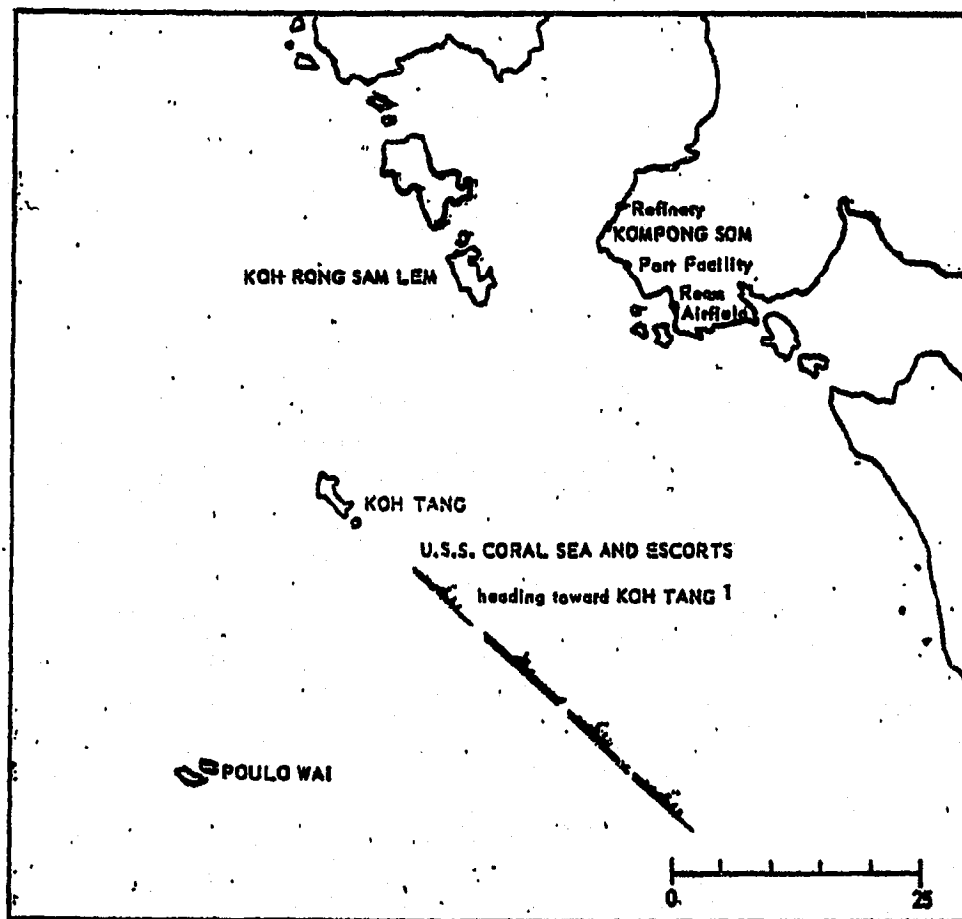 Refinery
KOMPONG SOM
Port Facility
KOH RONG SAM LEM
Ream
Airfield
KOH TANG
U.S.S. CORAL SEA AND ESCORTS
heading toward KOH TANG 1
POULO WAI
0 25